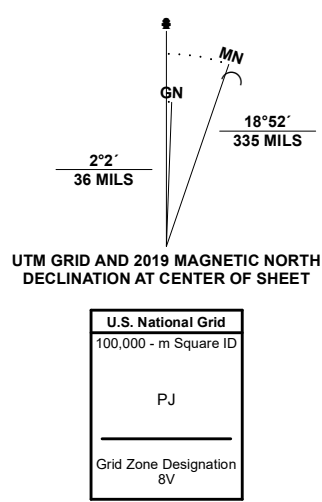 MN
GN
18°52´
335 MILS
2°2´
36 MILS
UTM GRID AND 2019 MAGNETIC NORTH
DECLINATION AT CENTER OF SHEET
U.S. National Grid
100,000 - m Square ID
PJ
Grid Zone Designation
8V